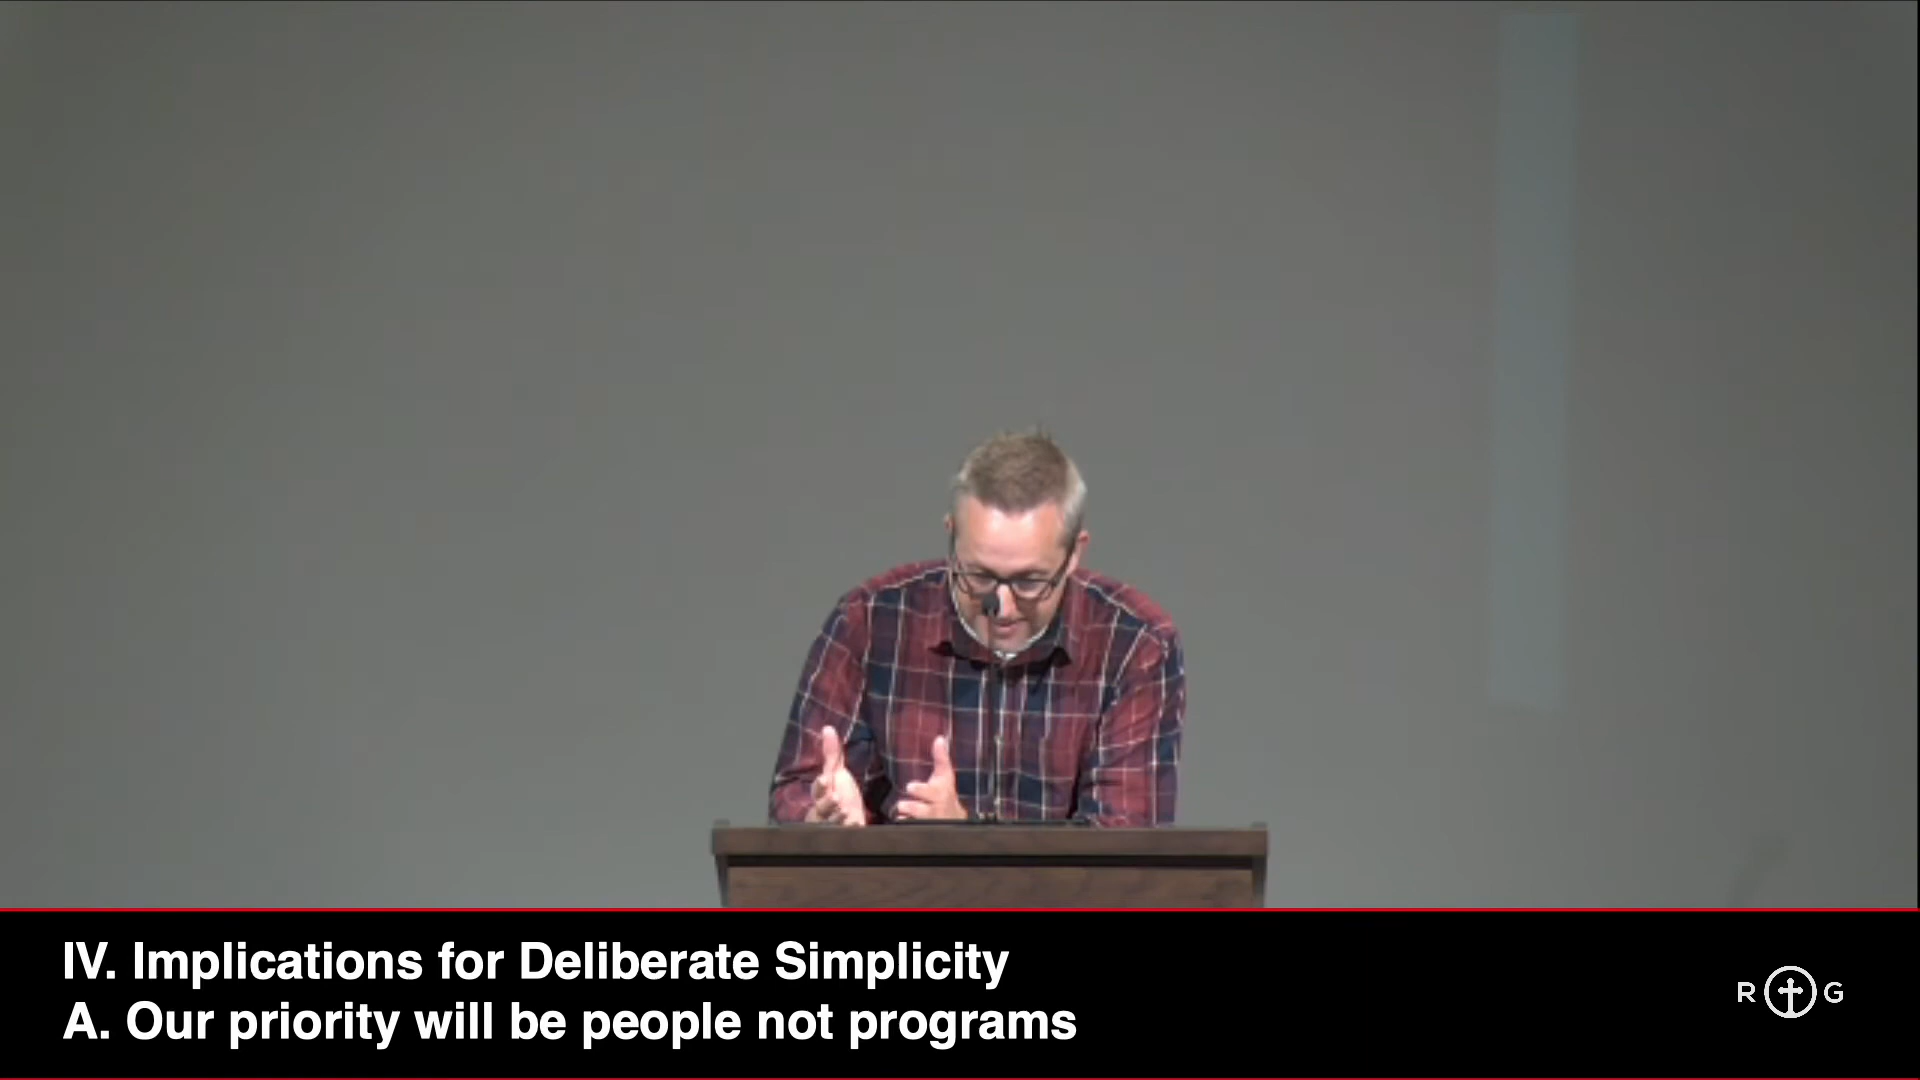 IV. Implications for Deliberate Simplicity
A. Our priority will be people not programs
R G